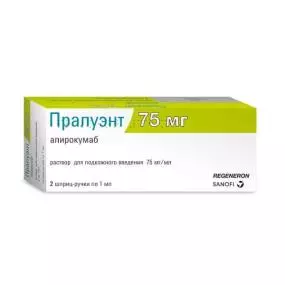 Пралуэнт 75 мг
алирокумаб
раствор для подкожного введения 75 мг/мл
2 шприц-ручки по 1 мл
REGENERON
SANOFI